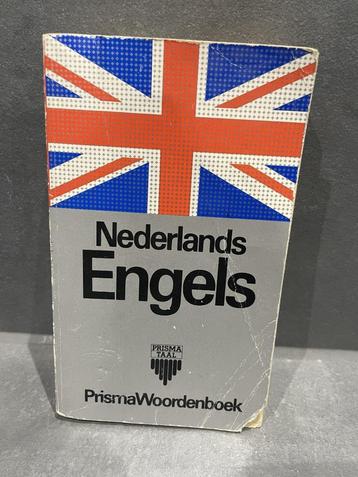 Nederlands
Engels
PRISMA
TAAL
PrismaWoordenboek